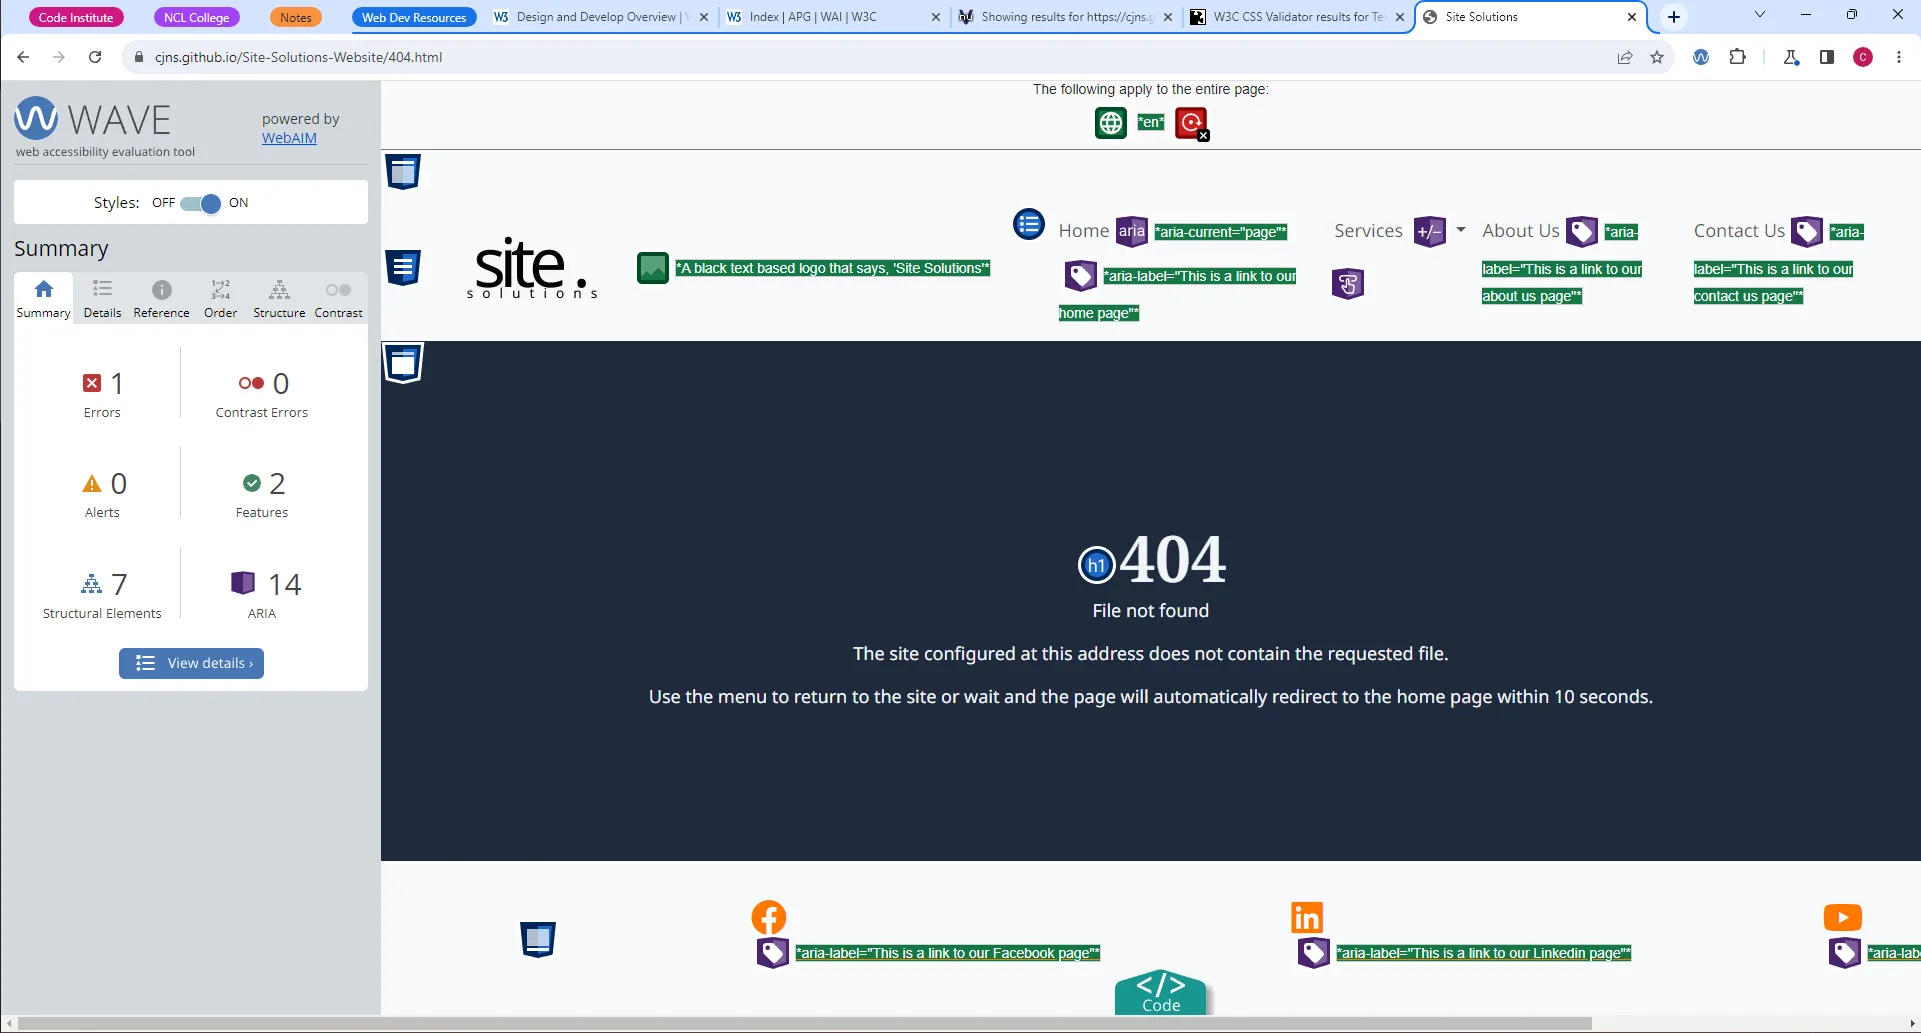 Code Institute
NCL College
Notes
Web Dev Resources
Design and Develop Overview |
Index | APG | WAI | W3C
Showing results for https://cjns.g
W3C CSS Validator results for Te
Site Solutions
cjns.github.io/Site-Solutions-Website/404.html
C
WAVE
web accessibility evaluation tool
powered by
WebAIM
Styles: OFF ON
Summary
Summary
Details
Reference
Order
Structure
Contrast
1
Errors
0
Contrast Errors
0
Alerts
2
Features
7
Structural Elements
14
ARIA
View details ›
The following apply to the entire page:
*en*
site.
solutions
*A black text based logo that says, 'Site Solutions'*
Home aria *aria-current="page"*
*aria-label="This is a link to our
home page"*
Services +/-
About Us *aria-
label="This is a link to our
about us page"*
Contact Us *aria-
label="This is a link to our
contact us page"*
h1 404
File not found
The site configured at this address does not contain the requested file.
Use the menu to return to the site or wait and the page will automatically redirect to the home page within 10 seconds.
*aria-label="This is a link to our Facebook page"*
*aria-label="This is a link to our Linkedin page"*
*aria-lab
</>
Code